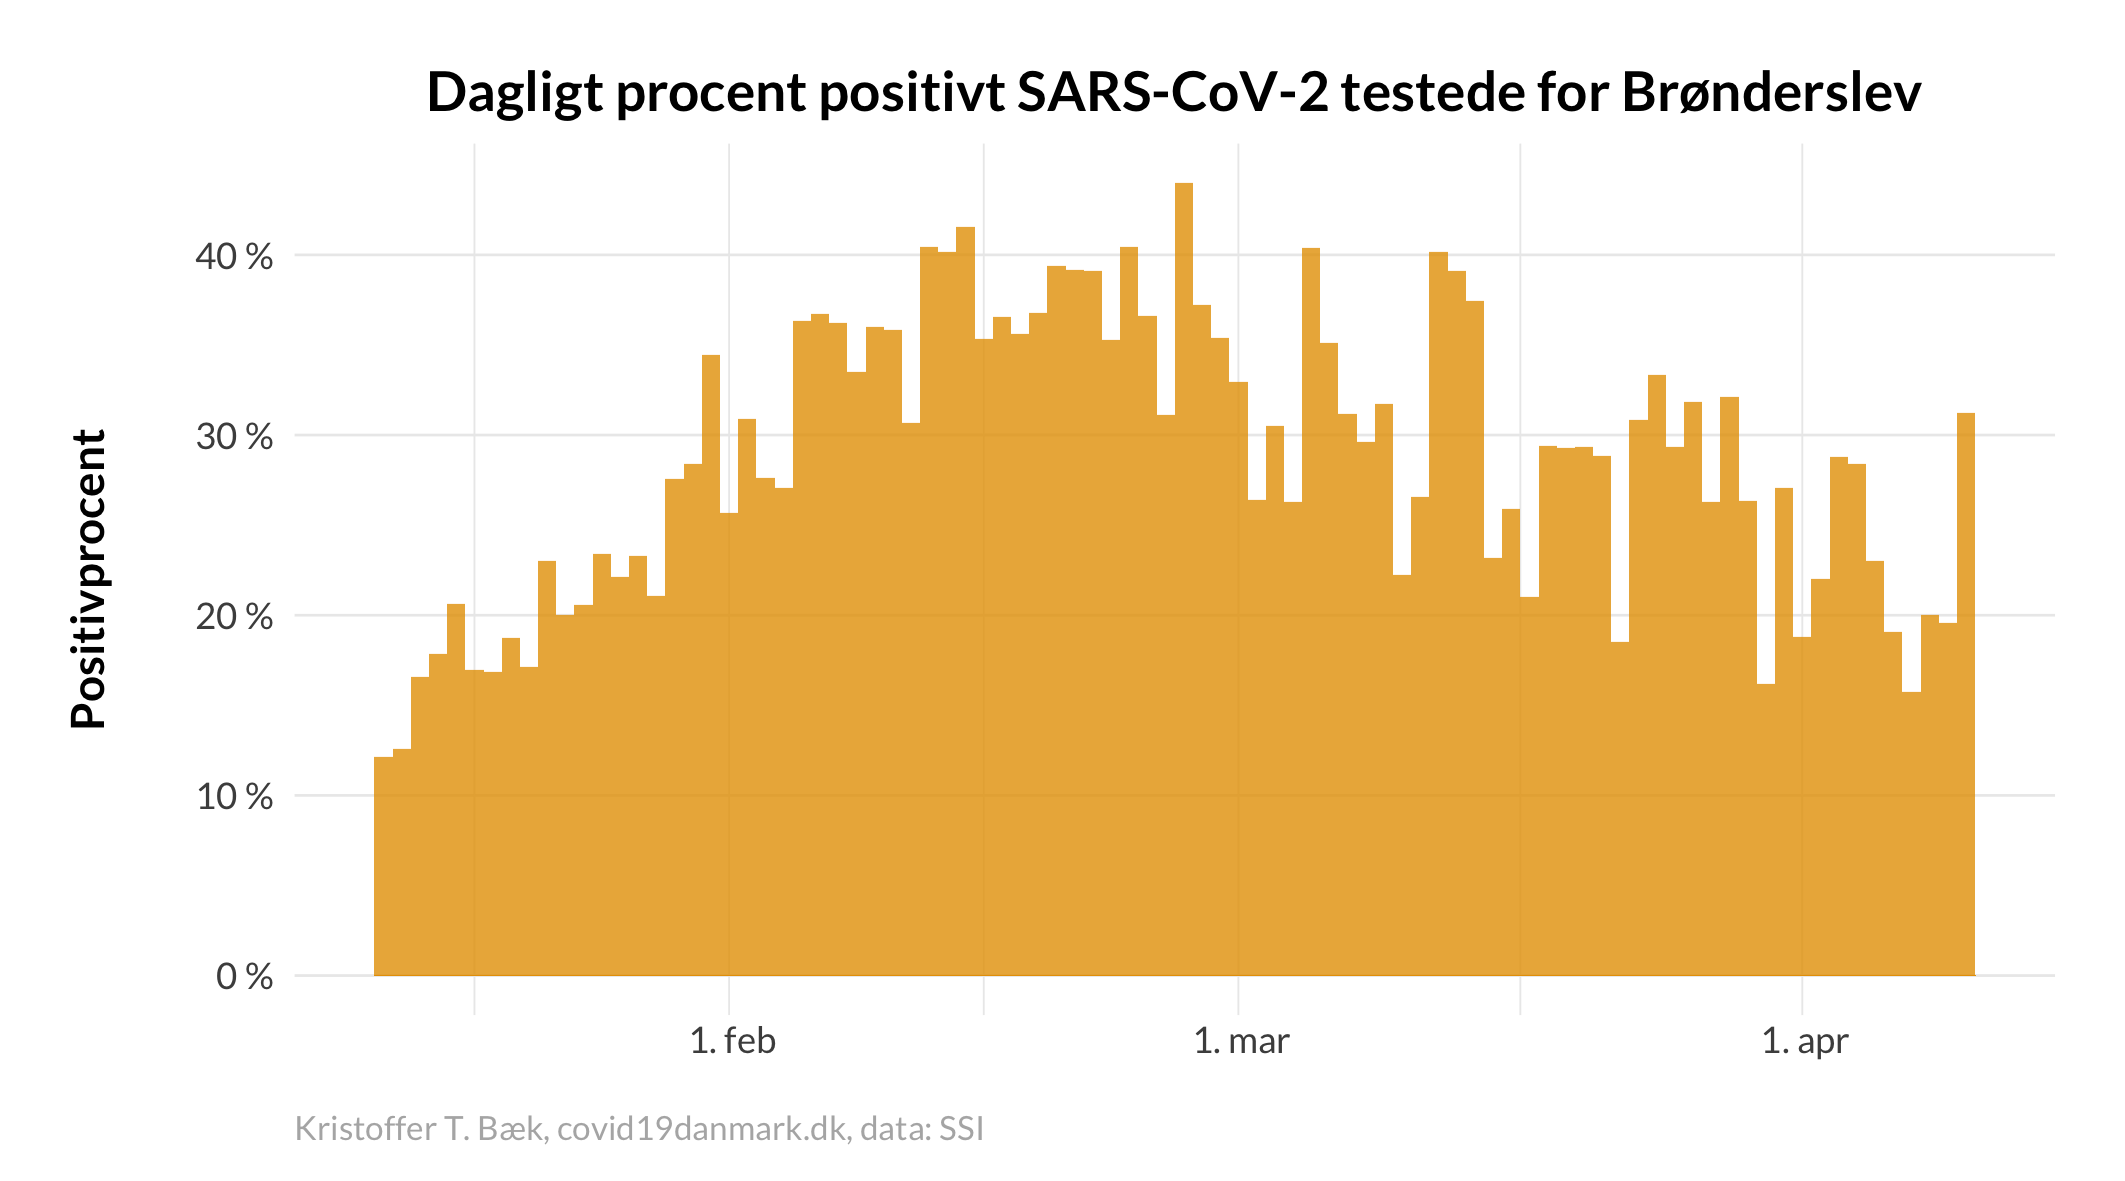 Dagligt procent positivt SARS-CoV-2 testede for Brønderslev
Positivprocent
40 %
30 %
20 %
10 %
0 %
1. feb
1. mar
1. apr
Kristoffer T. Bæk, covid19danmark.dk, data: SSI